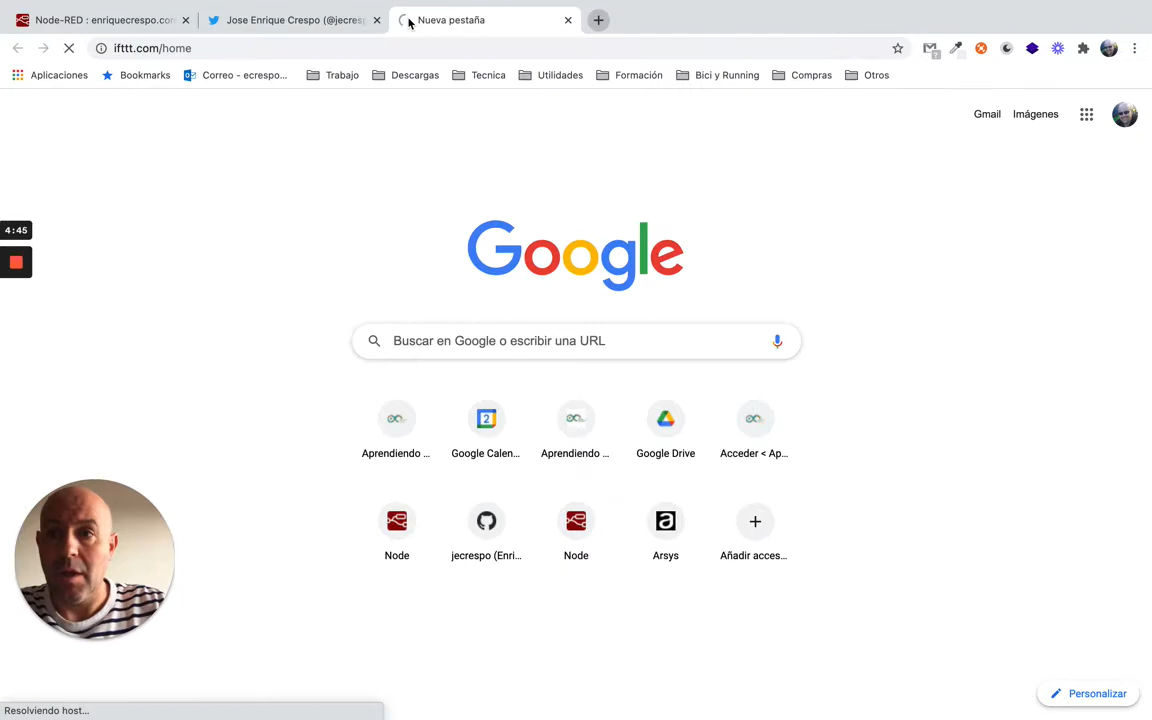 Node-RED : enriquecrespo.com
Jose Enrique Crespo (@jecresp
Nueva pestaña
ifttt.com/home
Aplicaciones
Bookmarks
Correo - ecrespo...
Trabajo
Descargas
Tecnica
Utilidades
Formación
Bici y Running
Compras
Otros
Gmail
Imágenes
4:45
Google
Buscar en Google o escribir una URL
Aprendiendo ...
2
Google Calen...
Aprendiendo ...
Google Drive
Acceder < Ap...
Node
jecrespo (Enri...
Node
a
Arsys
Añadir acces...
Personalizar
Resolviendo host...